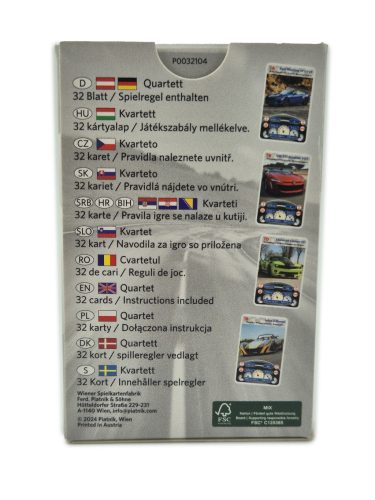 P0032104
D Quartett
32 Blatt / Spielregel enthalten
HU Kvartett
32 kártyalap / Játékszabály mellékelve.
CZ Kvarteto
32 karet / Pravidla naleznete uvnitř.
SK Kvarteto
32 kariet / Pravidlá nájdete vo vnútri.
SRB HR BIH Kvarteti
32 karte / Pravila igre se nalaze u kutiji.
SLO Kvartet
32 kart / Navodila za igro so priložena
RO Cvartetul
32 de cari / Reguli de joc.
EN Quartet
32 cards / Instructions included
PL Quartet
32 karty / Dołączona instrukcja
DK Kvartett
32 kort / spilleregler vedlagt
S Kvartett
32 Kort / Innehåller spelregler
Wiener Spielkartenfabrik
Ferd. Piatnik & Söhne
Hütteldorfer Straße 229-231
A-1140 Wien, info@piatnik.com
© 2024 Piatnik, Wien
Printed in Austria
FSC
MIX
FSC® C125385